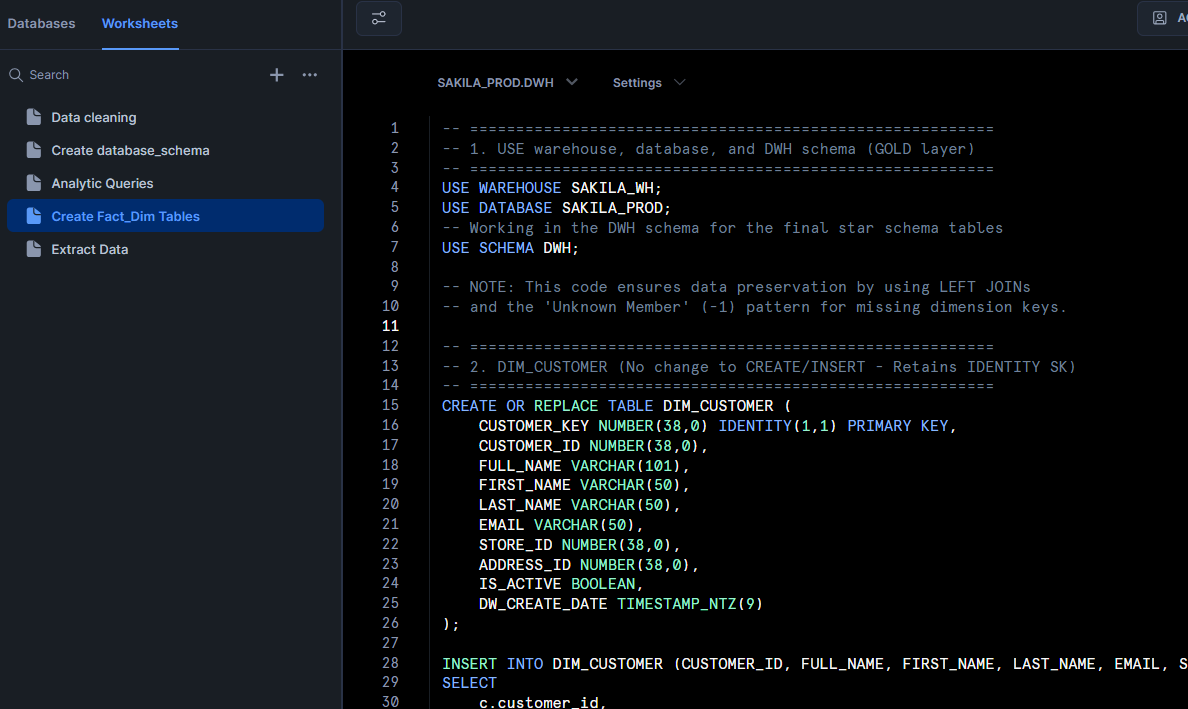 Databases
Worksheets
Search
Data cleaning
Create database_schema
Analytic Queries
Create Fact_Dim Tables
Extract Data
SAKILA_PROD.DWH
Settings
1 -- =========================================================
2 -- 1. USE warehouse, database, and DWH schema (GOLD layer)
3 -- =========================================================
4 USE WAREHOUSE SAKILA_WH;
5 USE DATABASE SAKILA_PROD;
6 -- Working in the DWH schema for the final star schema tables
7 USE SCHEMA DWH;
8
9 -- NOTE: This code ensures data preservation by using LEFT JOINs
10 -- and the 'Unknown Member' (-1) pattern for missing dimension keys.
11
12 -- =========================================================
13 -- 2. DIM_CUSTOMER (No change to CREATE/INSERT - Retains IDENTITY SK)
14 -- =========================================================
15 CREATE OR REPLACE TABLE DIM_CUSTOMER (
16 CUSTOMER_KEY NUMBER(38,0) IDENTITY(1,1) PRIMARY KEY,
17 CUSTOMER_ID NUMBER(38,0),
18 FULL_NAME VARCHAR(101),
19 FIRST_NAME VARCHAR(50),
20 LAST_NAME VARCHAR(50),
21 EMAIL VARCHAR(50),
22 STORE_ID NUMBER(38,0),
23 ADDRESS_ID NUMBER(38,0),
24 IS_ACTIVE BOOLEAN,
25 DW_CREATE_DATE TIMESTAMP_NTZ(9)
26 );
27
28 INSERT INTO DIM_CUSTOMER (CUSTOMER_ID, FULL_NAME, FIRST_NAME, LAST_NAME, EMAIL, S
29 SELECT
30 c.customer_id,